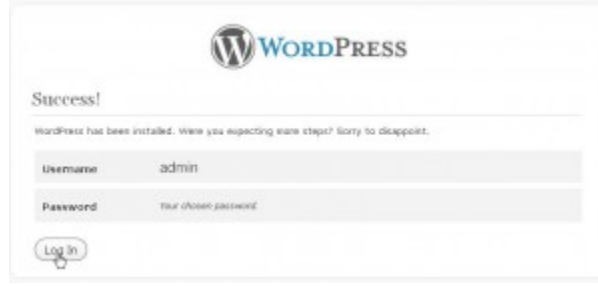 WORDPRESS
Success!
WordPress has been installed. Were you expecting more steps? Sorry to disappoint.
Username admin
Password Your chosen password.
Log In